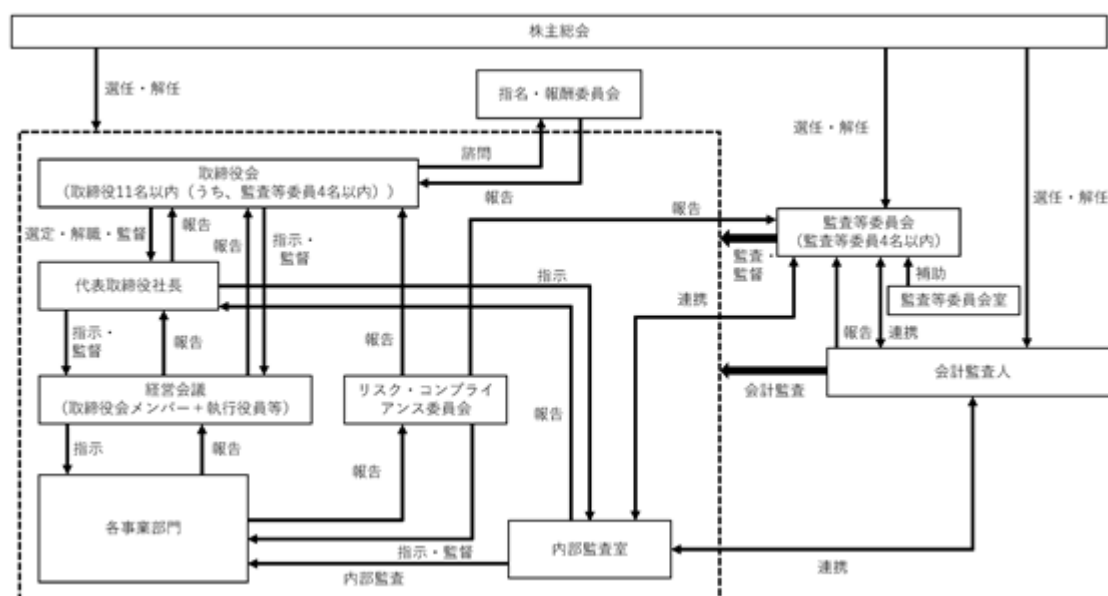 株主総会
選任・解任
指名・報酬委員会
選任・解任
諮問
取締役会
(取締役11名以内(うち、監査等委員4名以内))
報告
選任・解任
報告
監査等委員会
(監査等委員4名以内)
選定・解職・監督
報告
報告
指示・
監督
監査・
監督
補助
代表取締役社長
指示
連携
監査等委員会室
指示・
監督
報告
報告
報告
連携
会計監査人
経営会議
(取締役会メンバー+執行役員等)
リスク・コンプライ
アンス委員会
会計監査
報告
指示
報告
報告
各事業部門
内部監査室
指示・監督
内部監査
連携